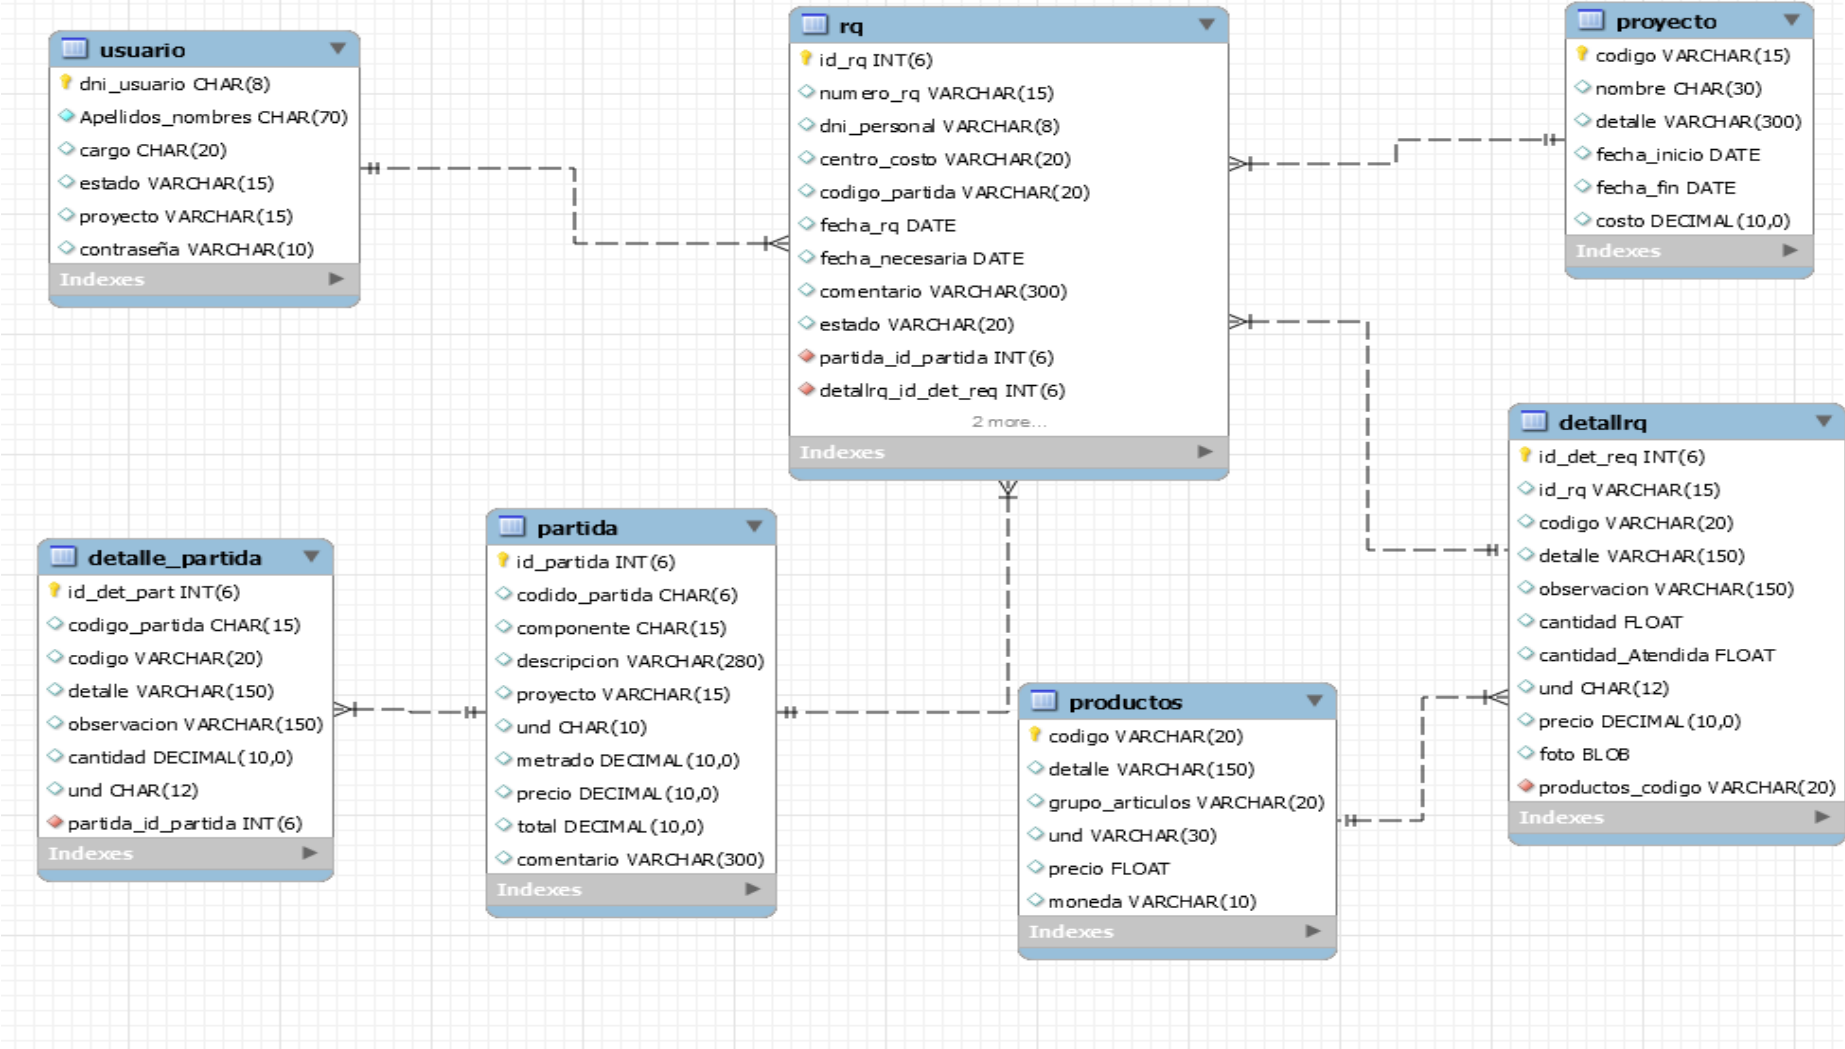 usuario
dni_usuario CHAR(8)
Apellidos_nombres CHAR(70)
cargo CHAR(20)
estado VARCHAR(15)
proyecto VARCHAR(15)
contraseña VARCHAR(10)
Indexes
rq
id_rq INT(6)
numero_rq VARCHAR(15)
dni_personal VARCHAR(8)
centro_costo VARCHAR(20)
codigo_partida VARCHAR(20)
fecha_rq DATE
fecha_necesaria DATE
comentario VARCHAR(300)
estado VARCHAR(20)
partida_id_partida INT(6)
detallrq_id_det_req INT(6)
2 more...
Indexes
proyecto
codigo VARCHAR(15)
nombre CHAR(30)
detalle VARCHAR(300)
fecha_inicio DATE
fecha_fin DATE
costo DECIMAL(10,0)
Indexes
detalle_partida
id_det_part INT(6)
codigo_partida CHAR(15)
codigo VARCHAR(20)
detalle VARCHAR(150)
observacion VARCHAR(150)
cantidad DECIMAL(10,0)
und CHAR(12)
partida_id_partida INT(6)
Indexes
partida
id_partida INT(6)
codido_partida CHAR(6)
componente CHAR(15)
descripcion VARCHAR(280)
proyecto VARCHAR(15)
und CHAR(10)
metrado DECIMAL(10,0)
precio DECIMAL(10,0)
total DECIMAL(10,0)
comentario VARCHAR(300)
Indexes
productos
codigo VARCHAR(20)
detalle VARCHAR(150)
grupo_articulos VARCHAR(20)
und VARCHAR(30)
precio FLOAT
moneda VARCHAR(10)
Indexes
detallrq
id_det_req INT(6)
id_rq VARCHAR(15)
codigo VARCHAR(20)
detalle VARCHAR(150)
observacion VARCHAR(150)
cantidad FLOAT
cantidad_Atendida FLOAT
und CHAR(12)
precio DECIMAL(10,0)
foto BLOB
productos_codigo VARCHAR(20)
Indexes